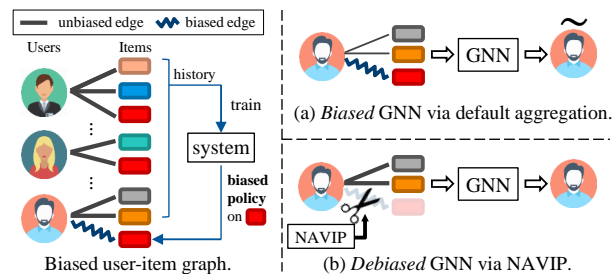 unbiased edge
biased edge
Users
Items
history
train
system
biased
policy
on
Biased user-item graph.
GNN
~
(a) Biased GNN via default aggregation.
NAVIP
GNN
(b) Debiased GNN via NAVIP.